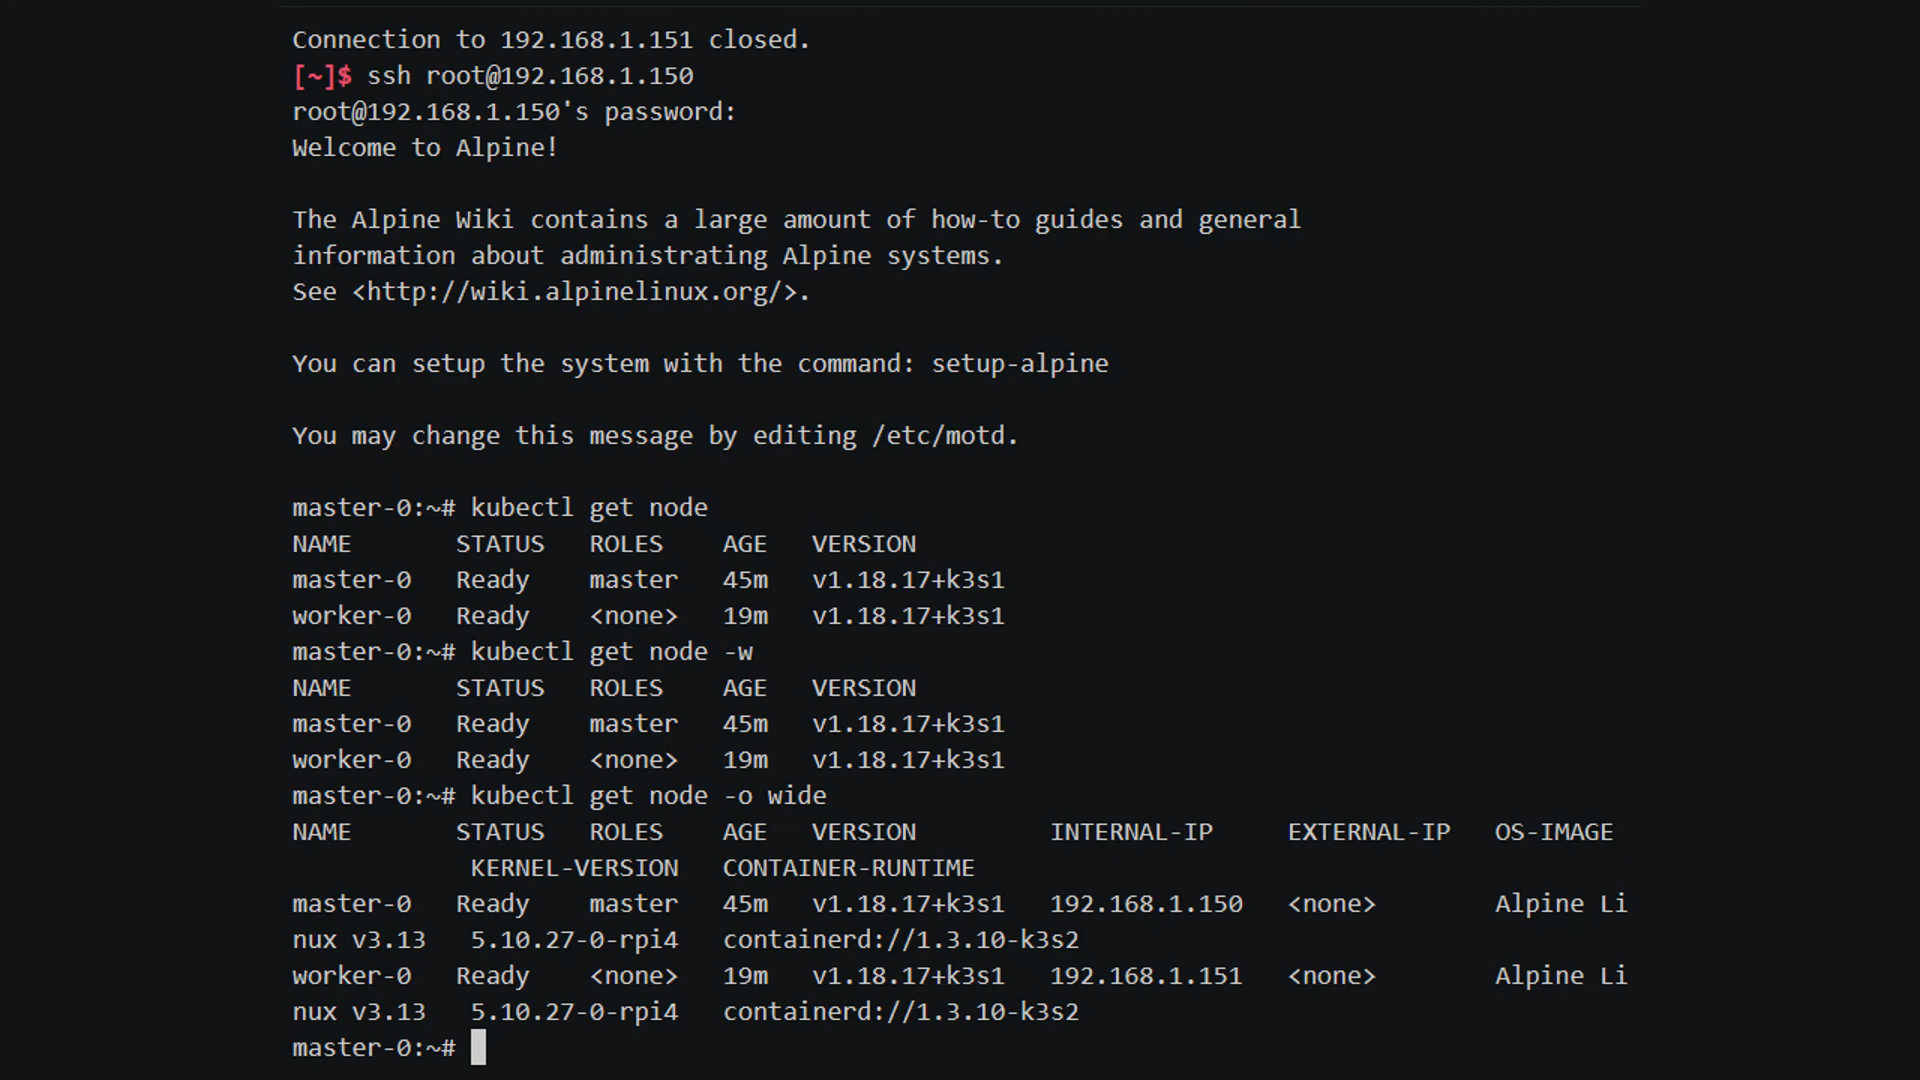 Connection to 192.168.1.151 closed.
[~]$ ssh root@192.168.1.150
root@192.168.1.150's password:
Welcome to Alpine!
The Alpine Wiki contains a large amount of how-to guides and general
information about administrating Alpine systems.
See <http://wiki.alpinelinux.org/>.
You can setup the system with the command: setup-alpine
You may change this message by editing /etc/motd.
master-0:~# kubectl get node
NAME       STATUS   ROLES    AGE   VERSION
master-0   Ready    master   45m   v1.18.17+k3s1
worker-0   Ready    <none>   19m   v1.18.17+k3s1
master-0:~# kubectl get node -w
NAME       STATUS   ROLES    AGE   VERSION
master-0   Ready    master   45m   v1.18.17+k3s1
worker-0   Ready    <none>   19m   v1.18.17+k3s1
master-0:~# kubectl get node -o wide
NAME       STATUS   ROLES    AGE   VERSION         INTERNAL-IP     EXTERNAL-IP   OS-IMAGE
            KERNEL-VERSION   CONTAINER-RUNTIME
master-0   Ready    master   45m   v1.18.17+k3s1   192.168.1.150   <none>        Alpine Li
nux v3.13   5.10.27-0-rpi4   containerd://1.3.10-k3s2
worker-0   Ready    <none>   19m   v1.18.17+k3s1   192.168.1.151   <none>        Alpine Li
nux v3.13   5.10.27-0-rpi4   containerd://1.3.10-k3s2
master-0:~#